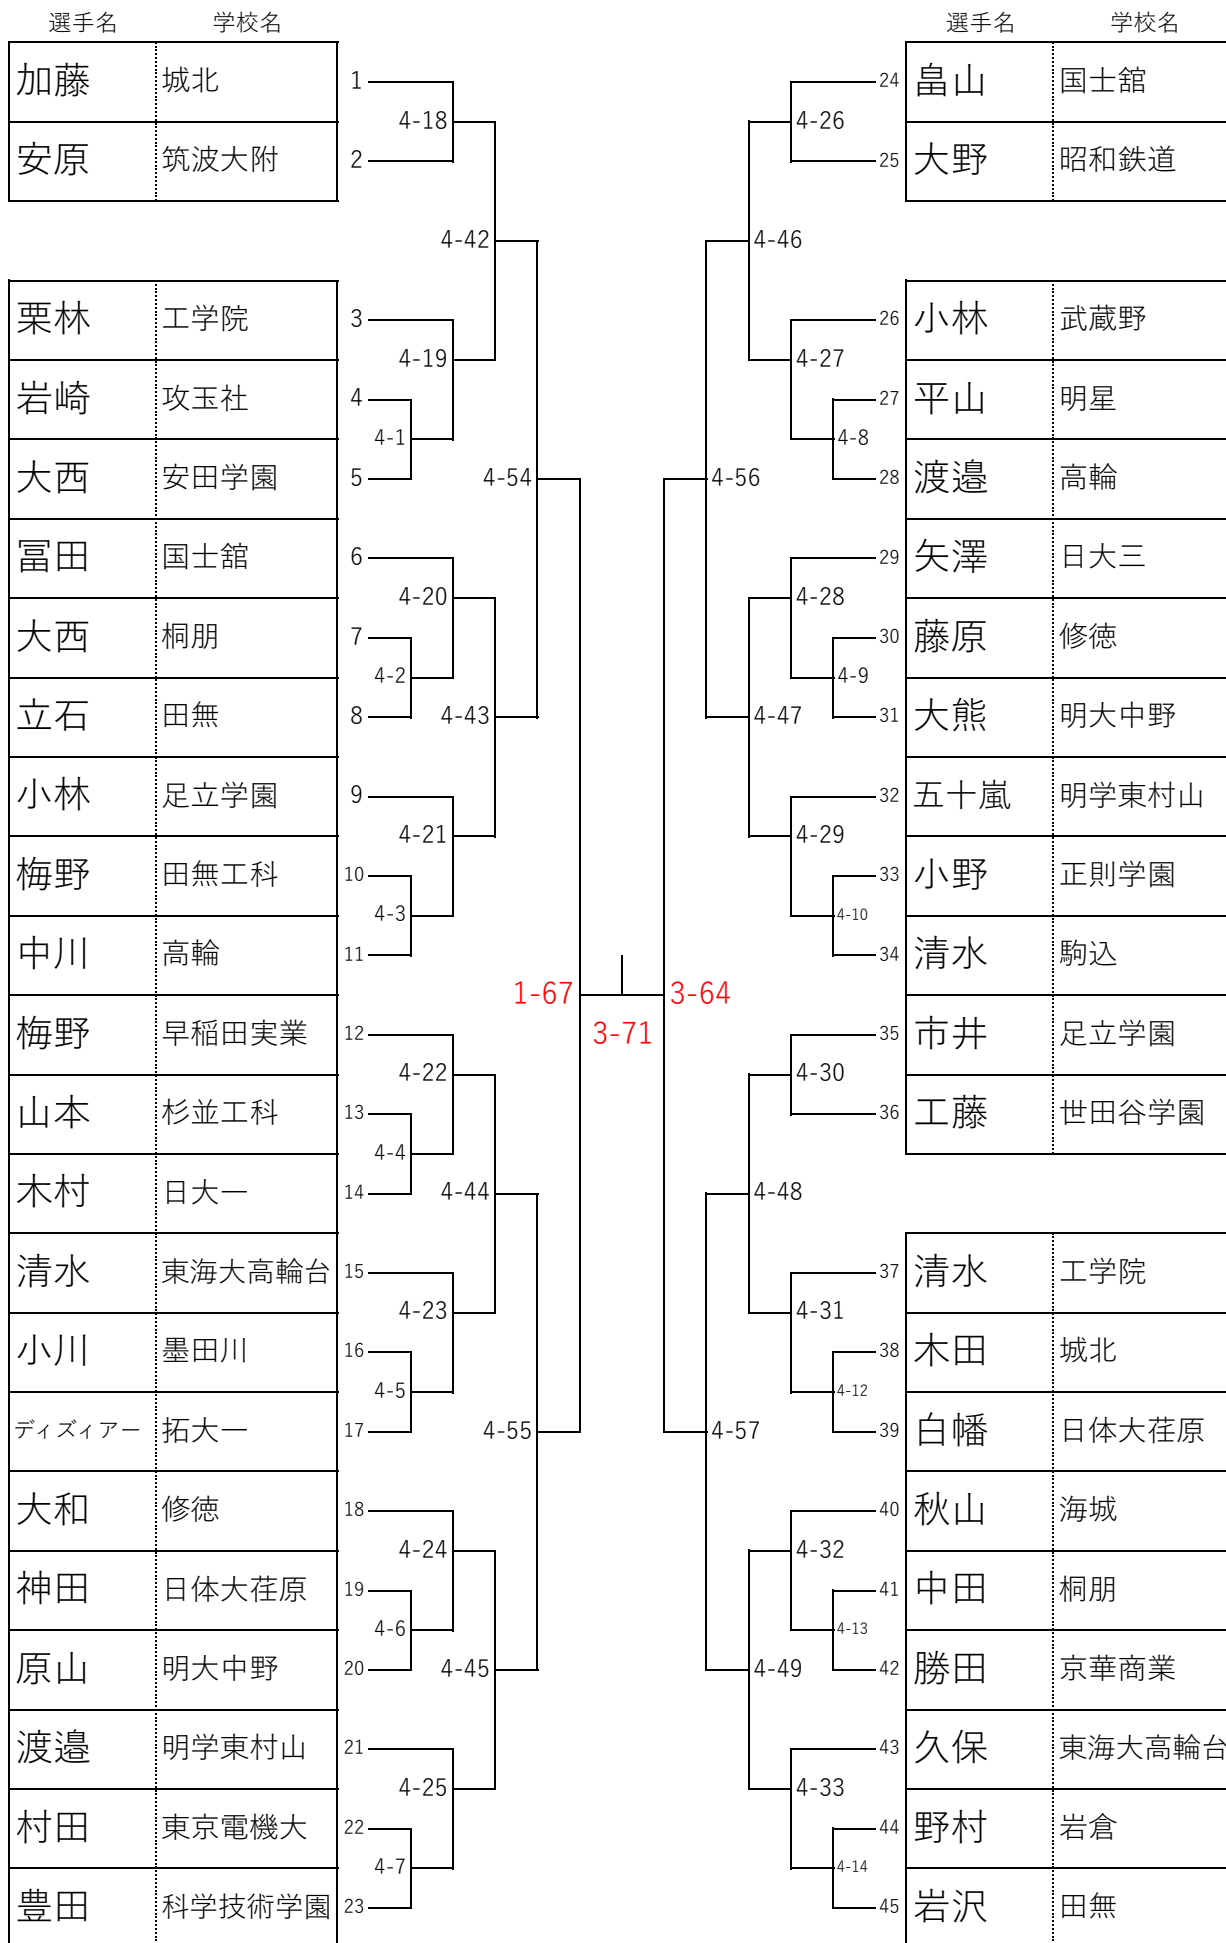 選手名 学校名 選手名 学校名
加藤 城北 1 24 畠山 国士舘
4-18 4-26
安原 筑波大附 2 25 大野 昭和鉄道
4-42 4-46
栗林 工学院 3 26 小林 武蔵野
4-19 4-27
岩崎 攻玉社 4 27 平山 明星
4-1 4-8
大西 安田学園 5 4-54 4-56 28 渡邉 高輪
冨田 国士舘 6 29 矢澤 日大三
4-20 4-28
大西 桐朋 7 30 藤原 修徳
4-2 4-9
立石 田無 8 4-43 4-47 31 大熊 明大中野
小林 足立学園 9 32 五十嵐 明学東村山
4-21 4-29
梅野 田無工科 10 33 小野 正則学園
4-3 4-10
中川 高輪 11 34 清水 駒込
1-67 3-64
3-71
梅野 早稲田実業 12 35 市井 足立学園
4-22 4-30
山本 杉並工科 13 36 工藤 世田谷学園
4-4
木村 日大一 14 4-44 4-48
清水 東海大高輪台 15 37 清水 工学院
4-23 4-31
小川 墨田川 16 38 木田 城北
4-5 4-12
ディズィアー 拓大一 17 4-55 4-57 39 白幡 日体大荏原
大和 修徳 18 40 秋山 海城
4-24 4-32
神田 日体大荏原 19 41 中田 桐朋
4-6 4-13
原山 明大中野 20 4-45 4-49 42 勝田 京華商業
渡邉 明学東村山 21 43 久保 東海大高輪台
4-25 4-33
村田 東京電機大 22 44 野村 岩倉
4-7 4-14
豊田 科学技術学園 23 45 岩沢 田無